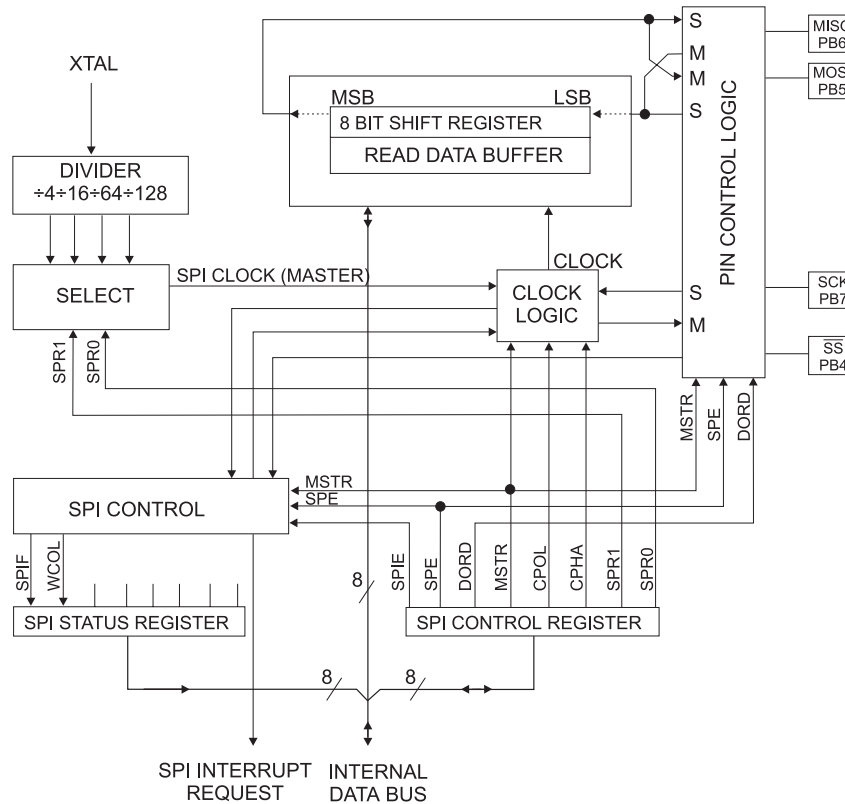 XTAL
DIVIDER
÷4÷16÷64÷128
SELECT
SPI CLOCK (MASTER)
SPR1
SPR0
MSB
LSB
8 BIT SHIFT REGISTER
READ DATA BUFFER
CLOCK
CLOCK
LOGIC
S
M
M
S
S
M
PIN CONTROL LOGIC
MISO
PB6
MOSI
PB5
SCK
PB7
SS
PB4
MSTR
SPE
DORD
SPI CONTROL
MSTR
SPE
SPIF
WCOL
SPI STATUS REGISTER
8
SPIE
SPE
DORD
MSTR
CPOL
CPHA
SPR1
SPR0
SPI CONTROL REGISTER
8
8
SPI INTERRUPT
REQUEST
INTERNAL
DATA BUS